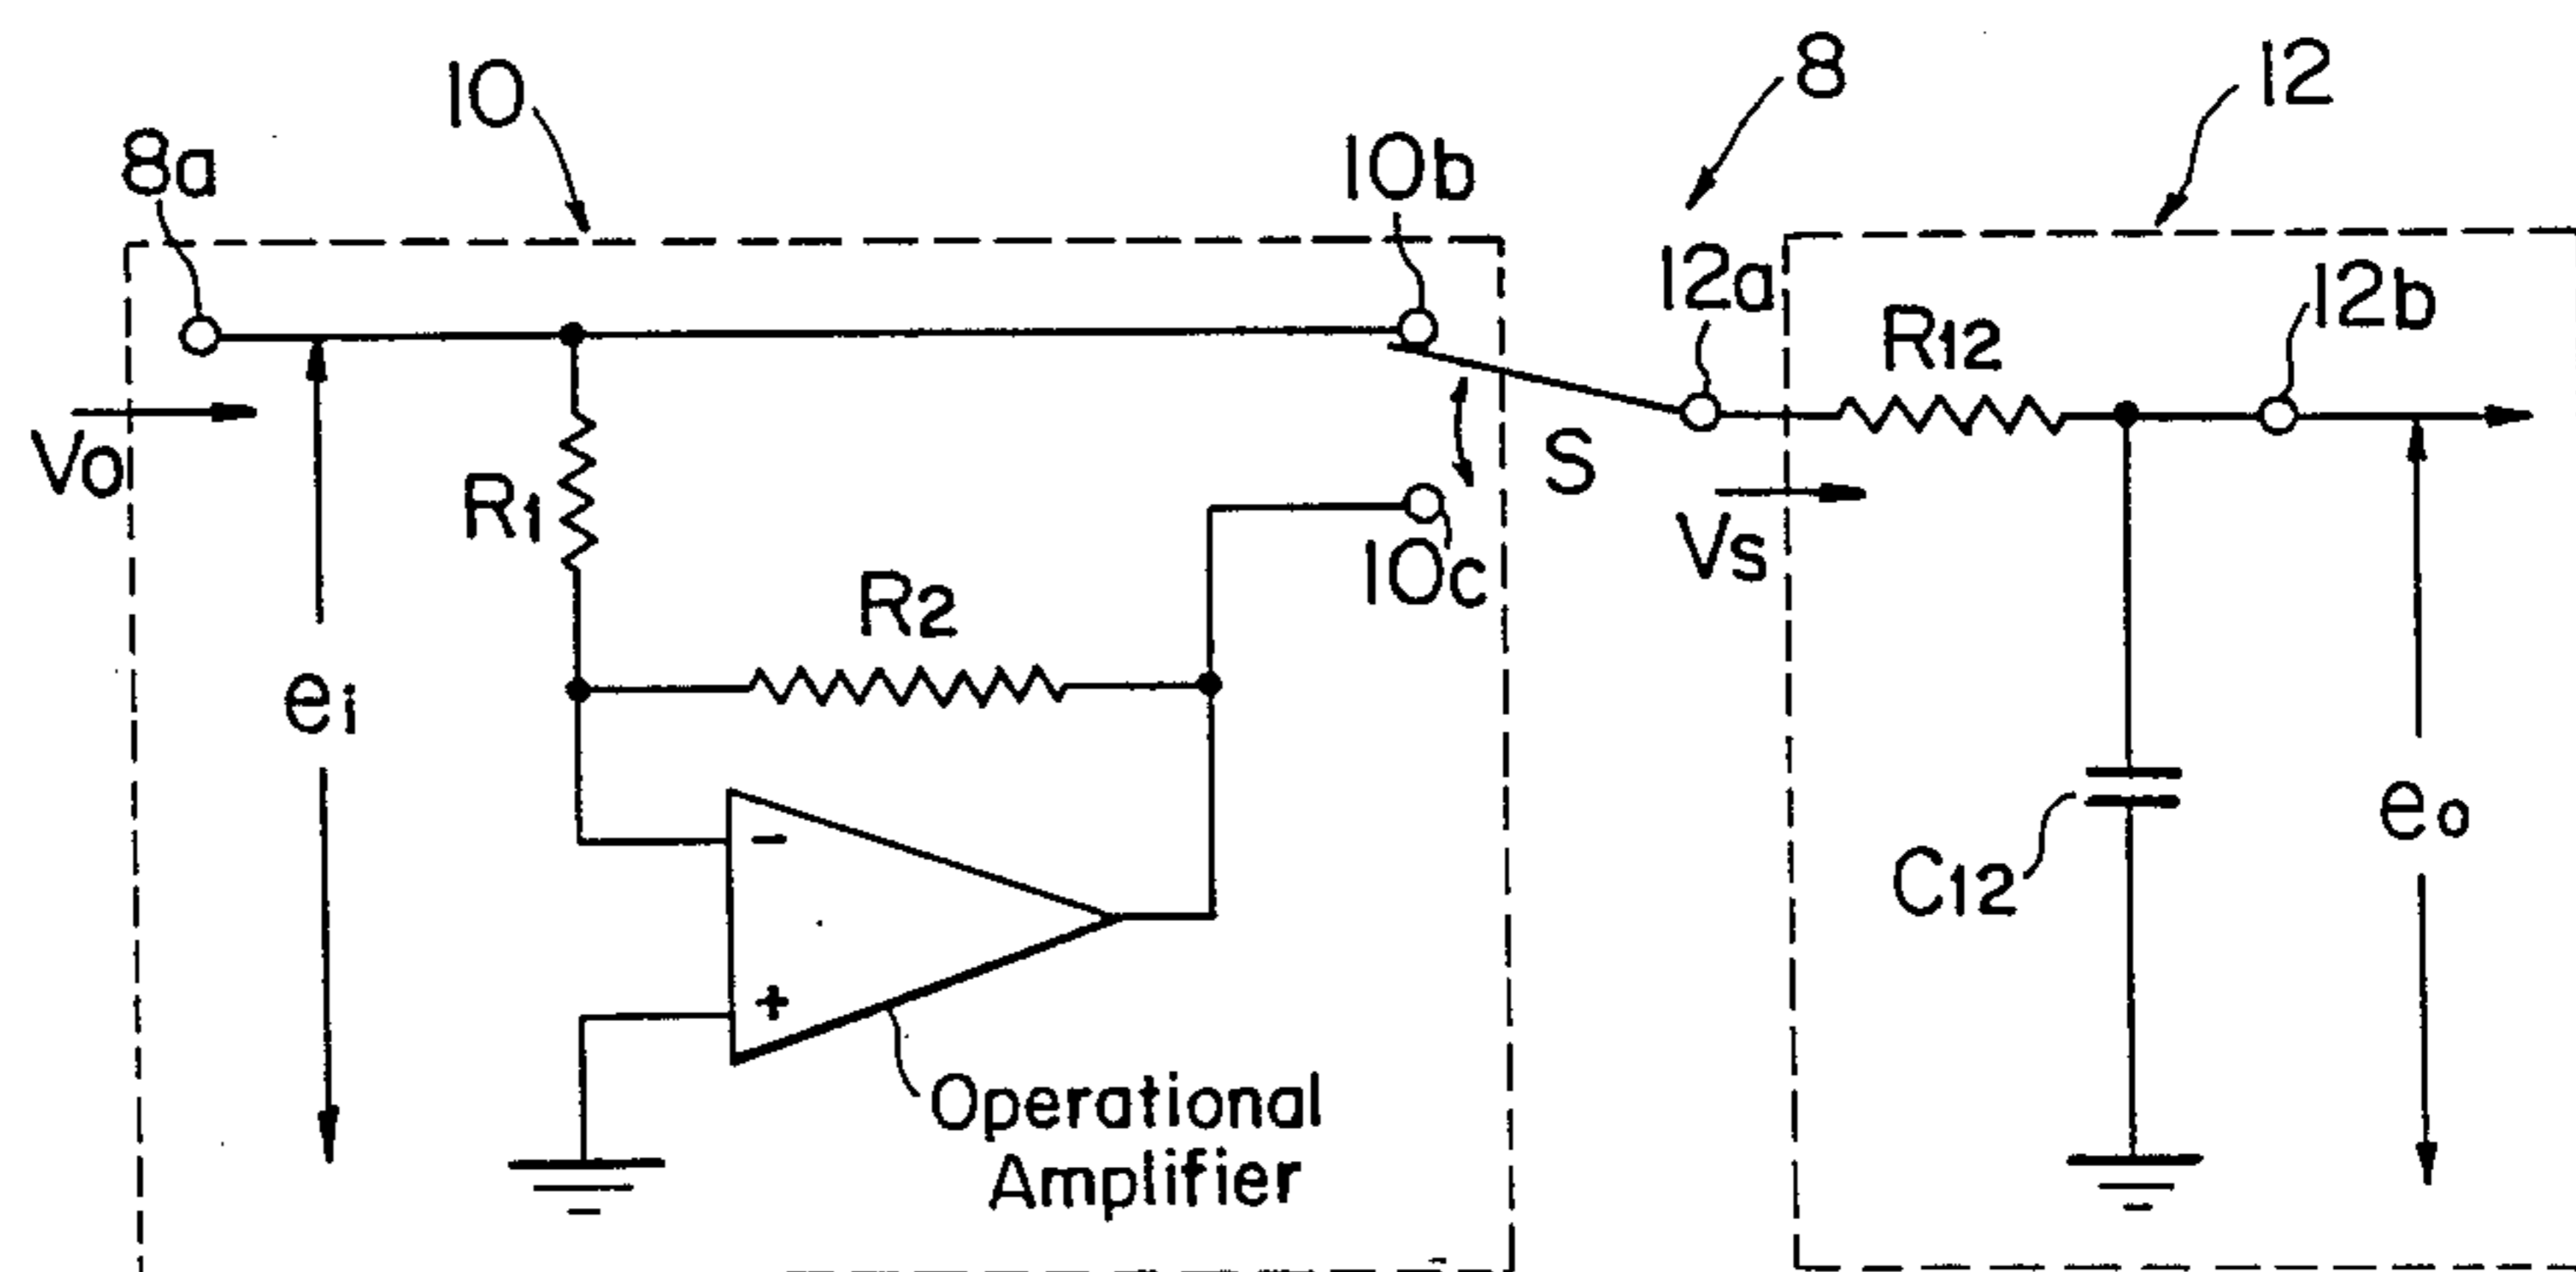 10
8
12
8a
10b
12a
12b
R12
Vo
R1
S
Vs
10c
R2
ei
-
+
C12
eo
Operational
Amplifier